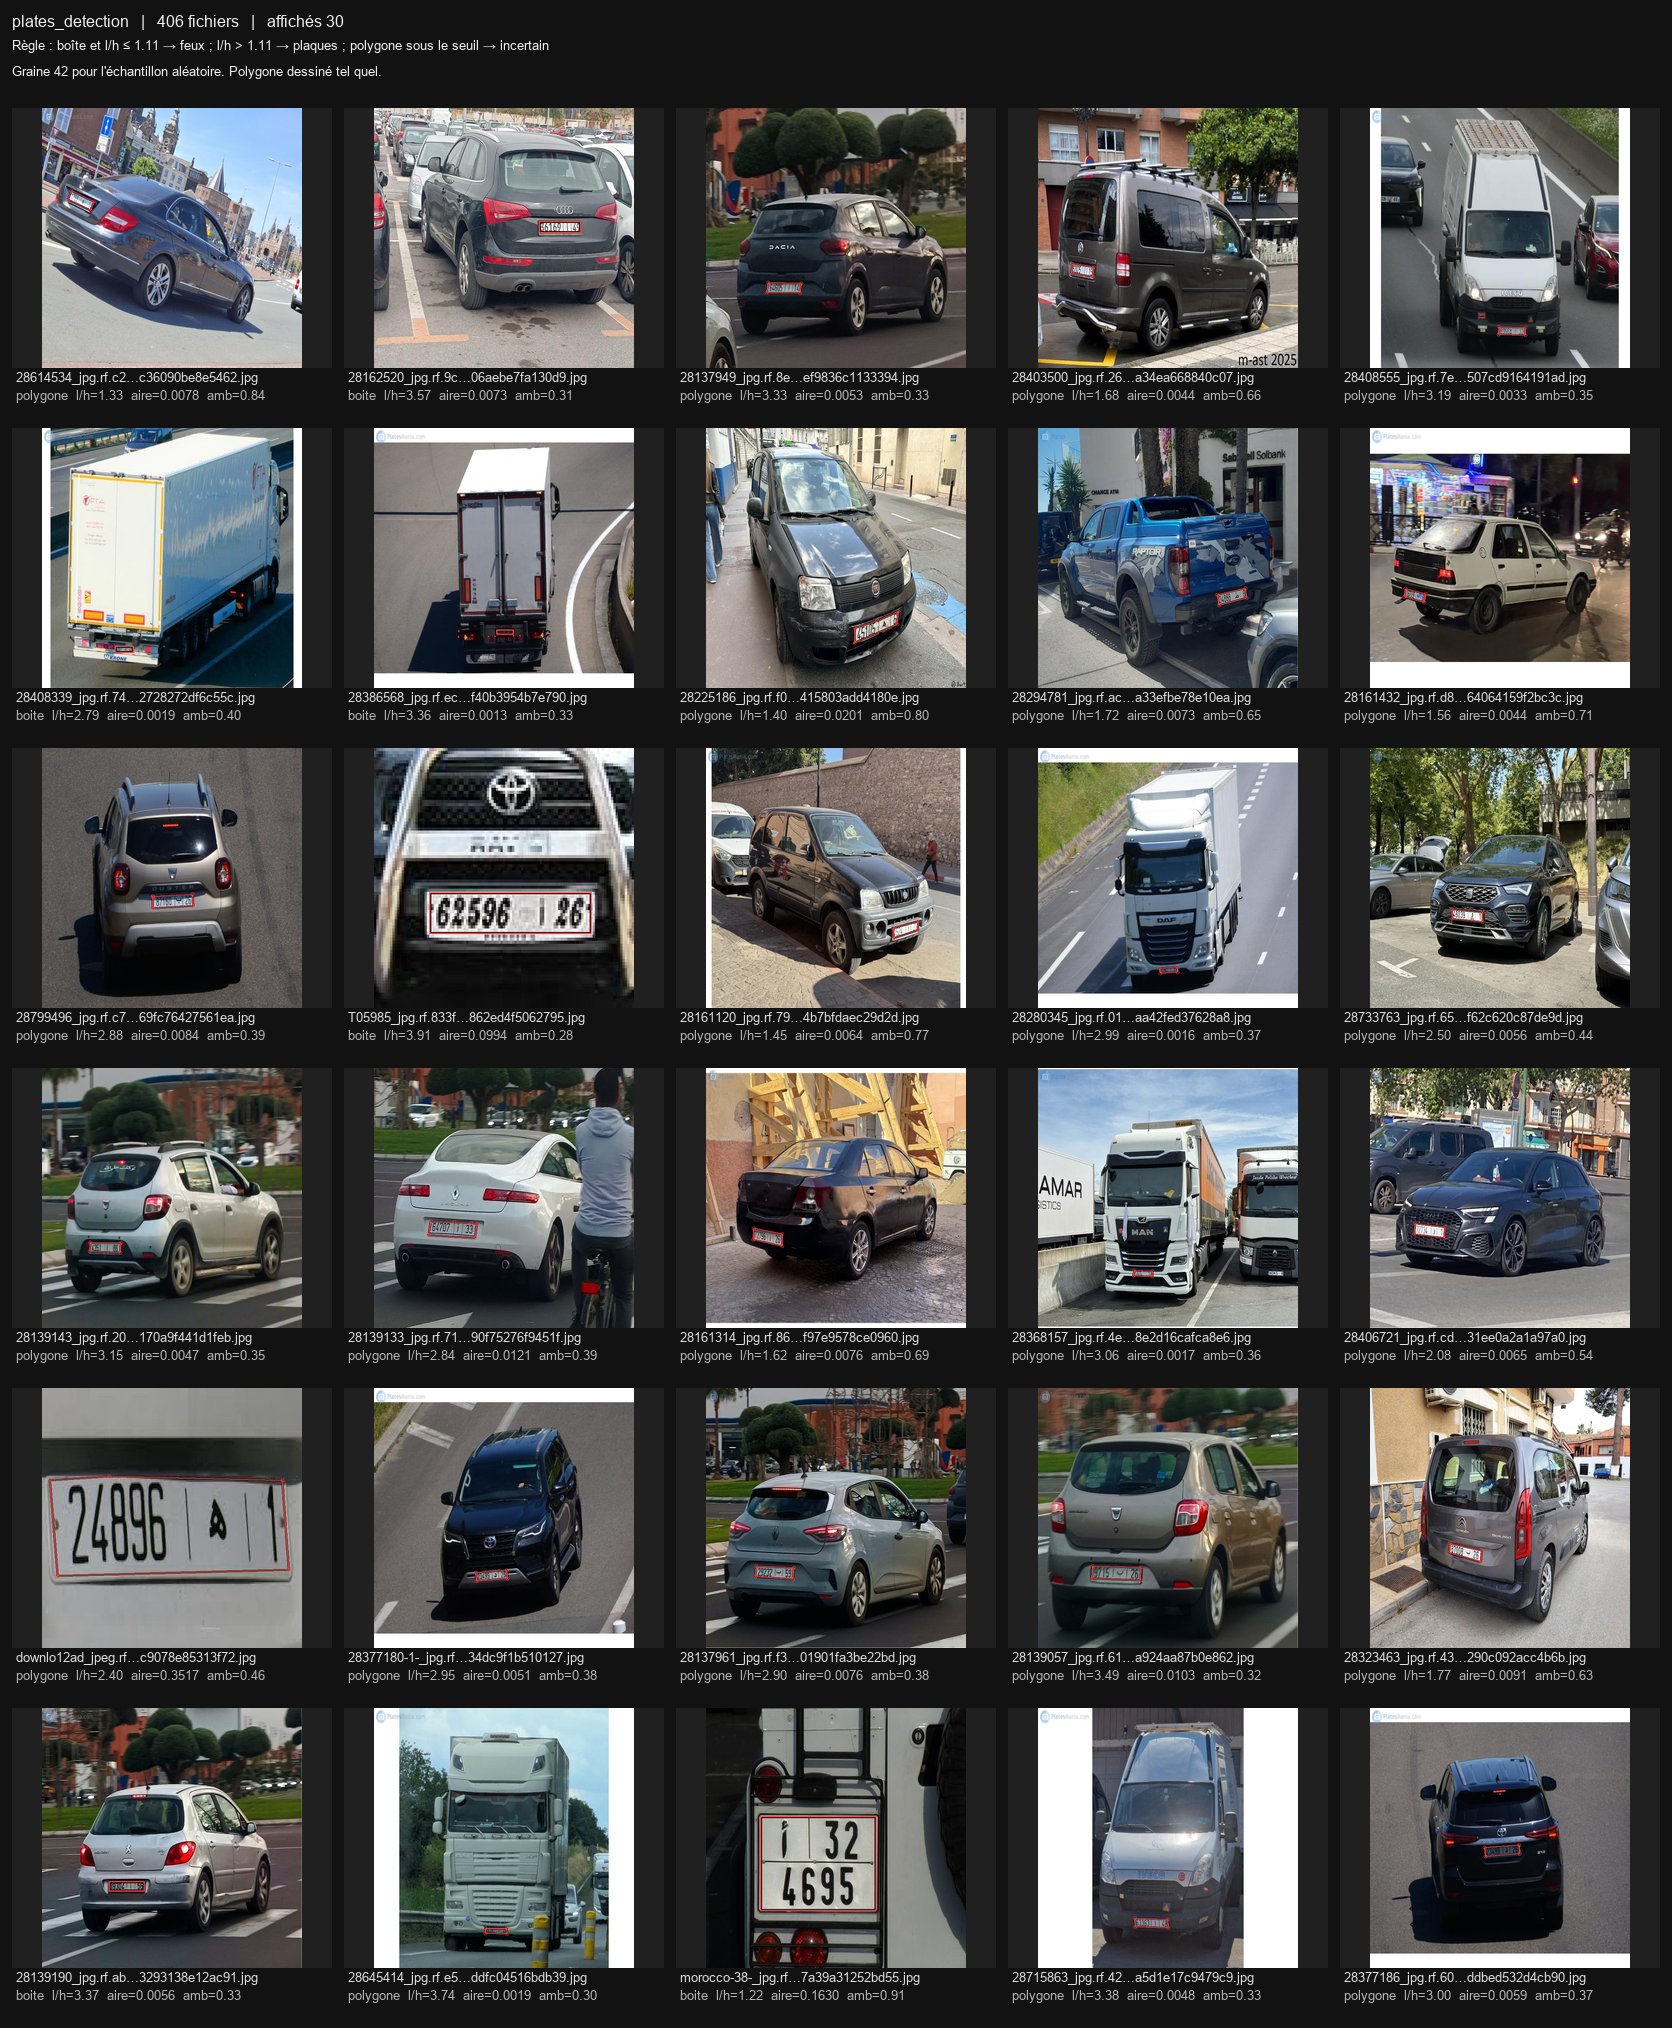 plates_detection | 406 fichiers | affichés 30
Règle : boîte et l/h ≤ 1.11 → feux ; l/h > 1.11 → plaques ; polygone sous le seuil → incertain
Graine 42 pour l'échantillon aléatoire. Polygone dessiné tel quel.
DACIA
m-ast 2025
28614534_jpg.rf.c2…c36090be8e5462.jpg
polygone l/h=1.33 aire=0.0078 amb=0.84
28162520_jpg.rf.9c…06aebe7fa130d9.jpg
boite l/h=3.57 aire=0.0073 amb=0.31
28137949_jpg.rf.8e…ef9836c1133394.jpg
polygone l/h=3.33 aire=0.0053 amb=0.33
28403500_jpg.rf.26…a34ea668840c07.jpg
polygone l/h=1.68 aire=0.0044 amb=0.66
28408555_jpg.rf.7e…507cd9164191ad.jpg
polygone l/h=3.19 aire=0.0033 amb=0.35
CHANGE ATM
RAPTOR
28408339_jpg.rf.74…2728272df6c55c.jpg
boite l/h=2.79 aire=0.0019 amb=0.40
28386568_jpg.rf.ec…f40b3954b7e790.jpg
boite l/h=3.36 aire=0.0013 amb=0.33
28225186_jpg.rf.f0…415803add4180e.jpg
polygone l/h=1.40 aire=0.0201 amb=0.80
28294781_jpg.rf.ac…a33efbe78e10ea.jpg
polygone l/h=1.72 aire=0.0073 amb=0.65
28161432_jpg.rf.d8…64064159f2bc3c.jpg
polygone l/h=1.56 aire=0.0044 amb=0.71
DUSTER
62596 | 26
DAF
28799496_jpg.rf.c7…69fc76427561ea.jpg
polygone l/h=2.88 aire=0.0084 amb=0.39
T05985_jpg.rf.833f…862ed4f5062795.jpg
boite l/h=3.91 aire=0.0994 amb=0.28
28161120_jpg.rf.79…4b7bfdaec29d2d.jpg
polygone l/h=1.45 aire=0.0064 amb=0.77
28280345_jpg.rf.01…aa42fed37628a8.jpg
polygone l/h=2.99 aire=0.0016 amb=0.37
28733763_jpg.rf.65…f62c620c87de9d.jpg
polygone l/h=2.50 aire=0.0056 amb=0.44
AMAR
MAN
28139143_jpg.rf.20…170a9f441d1feb.jpg
polygone l/h=3.15 aire=0.0047 amb=0.35
28139133_jpg.rf.71…90f75276f9451f.jpg
polygone l/h=2.84 aire=0.0121 amb=0.39
28161314_jpg.rf.86…f97e9578ce0960.jpg
polygone l/h=1.62 aire=0.0076 amb=0.69
28368157_jpg.rf.4e…8e2d16cafca8e6.jpg
polygone l/h=3.06 aire=0.0017 amb=0.36
28406721_jpg.rf.cd…31ee0a2a1a97a0.jpg
polygone l/h=2.08 aire=0.0065 amb=0.54
24896 | ه | 1
downlo12ad_jpeg.rf…c9078e85313f72.jpg
polygone l/h=2.40 aire=0.3517 amb=0.46
28377180-1-_jpg.rf…34dc9f1b510127.jpg
polygone l/h=2.95 aire=0.0051 amb=0.38
28137961_jpg.rf.f3…01901fa3be22bd.jpg
polygone l/h=2.90 aire=0.0076 amb=0.38
28139057_jpg.rf.61…a924aa87b0e862.jpg
polygone l/h=3.49 aire=0.0103 amb=0.32
28323463_jpg.rf.43…290c092acc4b6b.jpg
polygone l/h=1.77 aire=0.0091 amb=0.63
أ | 32
4695
28139190_jpg.rf.ab…3293138e12ac91.jpg
boite l/h=3.37 aire=0.0056 amb=0.33
28645414_jpg.rf.e5…ddfc04516bdb39.jpg
polygone l/h=3.74 aire=0.0019 amb=0.30
morocco-38-_jpg.rf…7a39a31252bd55.jpg
boite l/h=1.22 aire=0.1630 amb=0.91
28715863_jpg.rf.42…a5d1e17c9479c9.jpg
polygone l/h=3.38 aire=0.0048 amb=0.33
28377186_jpg.rf.60…ddbed532d4cb90.jpg
polygone l/h=3.00 aire=0.0059 amb=0.37